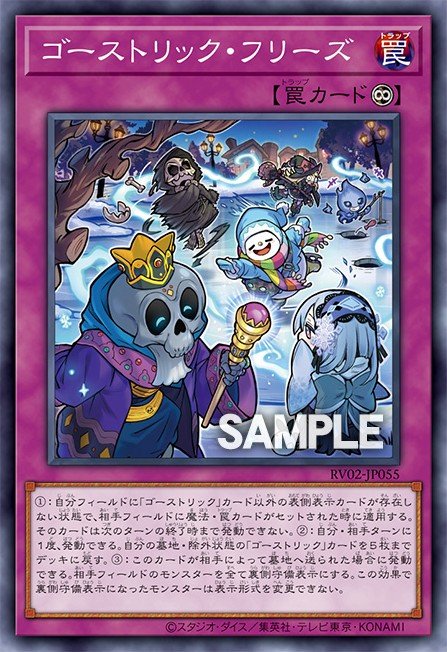 ゴーストリック・フリーズ
トラップ
罠
トラップ
【罠カード】
SAMPLE
RV02-JP055
①：自分フィールドに「ゴーストリック」カード以外の表側表示カードが存在し
ない状態で、相手フィールドに魔法・罠カードがセットされた時に適用する。
そのカードは次のターンの終了時まで発動できない。②：自分・相手ターンに
１度、発動できる。自分の墓地・除外状態の「ゴーストリック」カードを５枚まで
デッキに戻す。③：このカードが相手によって墓地へ送られた場合に発動
できる。相手フィールドのモンスターを全て裏側守備表示にする。この効果で
裏側守備表示になったモンスターは表示形式を変更できない。
©スタジオ・ダイス／集英社・テレビ東京・KONAMI